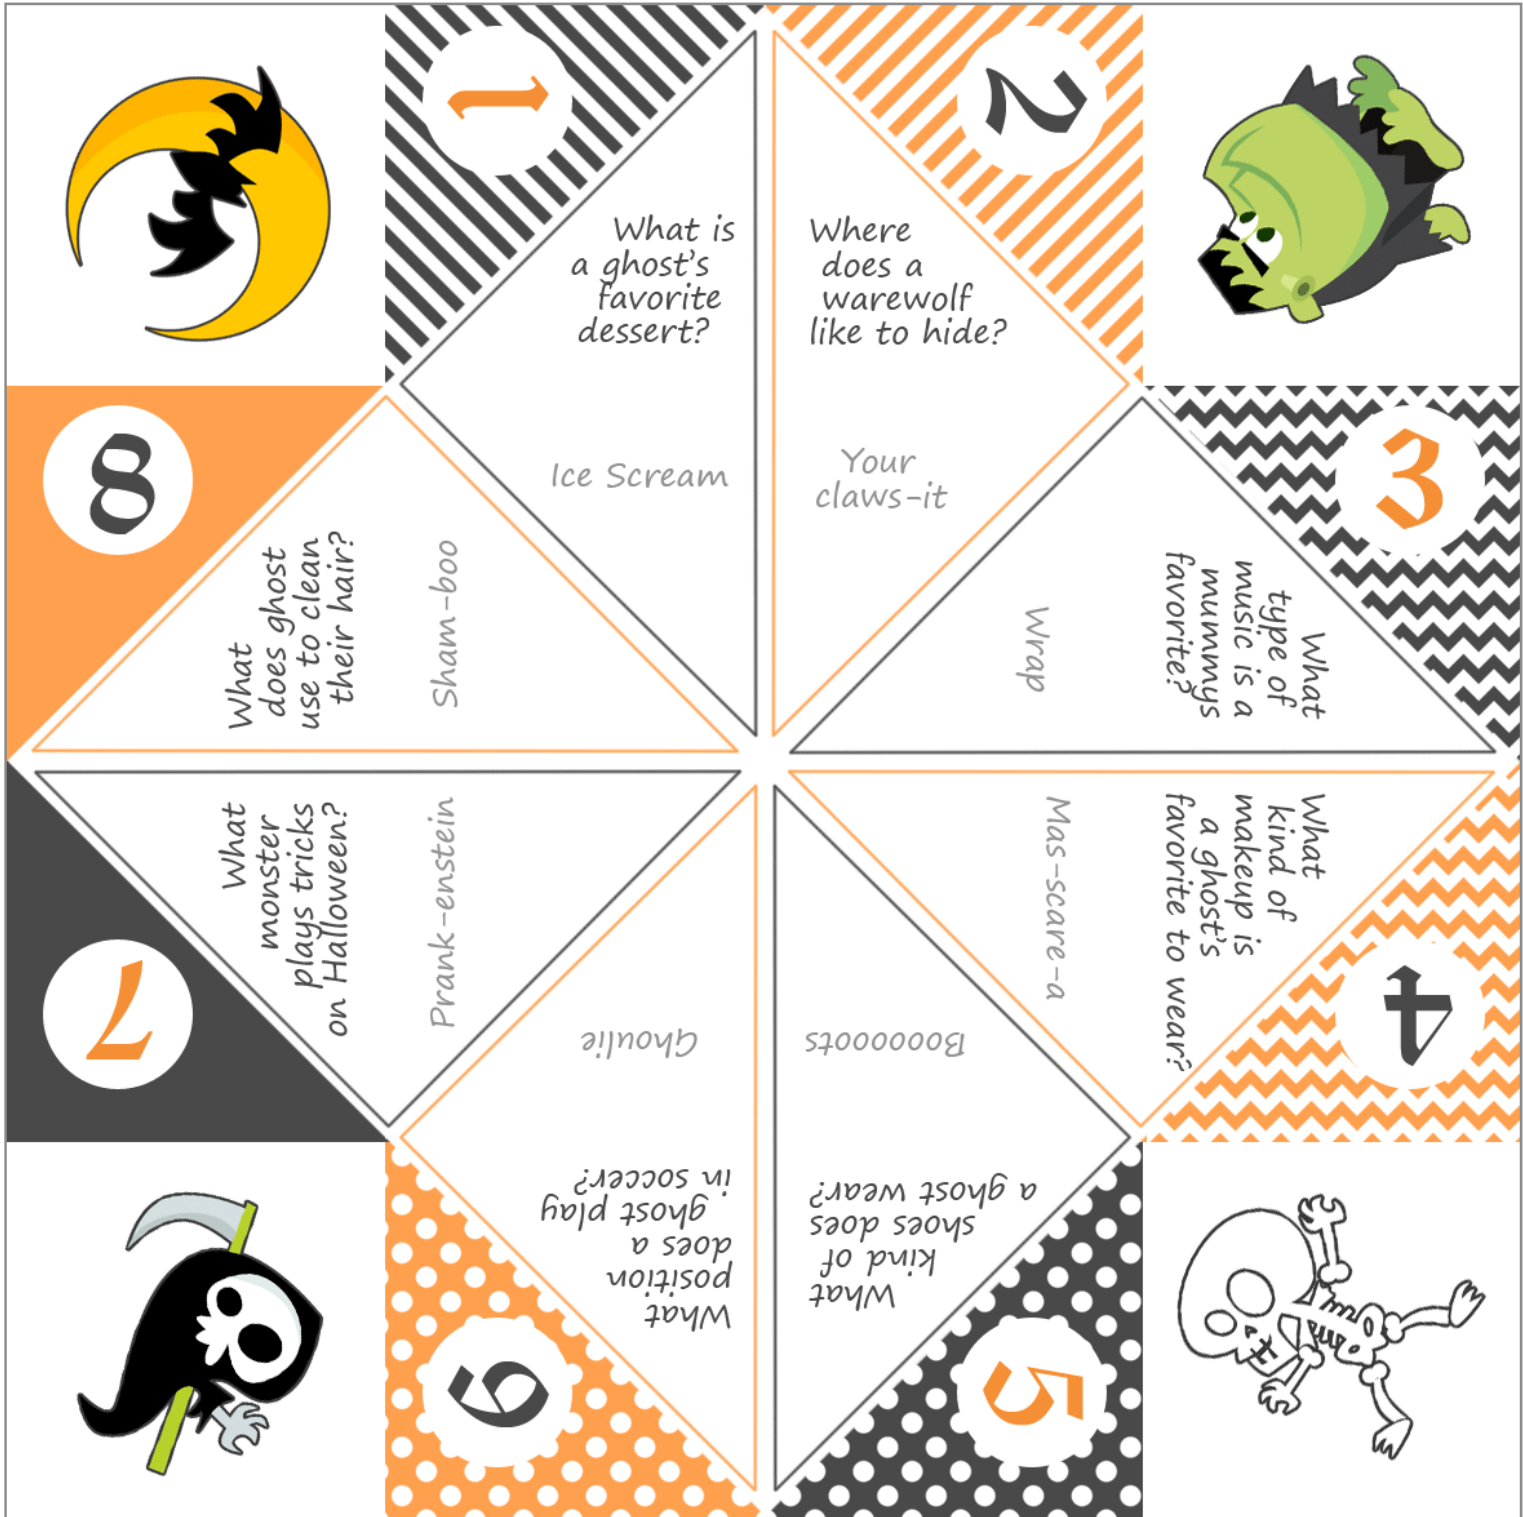 1
What is
a ghost's
favorite
dessert?
Ice Scream
2
Where
does a
warewolf
like to hide?
Your
claws-it
3
What
type of
music is a
mummys
favorite?
Wrap
4
What
kind of
makeup is
a ghost's
favorite to wear?
Mas-scare-a
5
What
kind of
shoes does
a ghost wear?
Booooooots
6
What
position
does a
ghost play
in soccer?
Ghoulie
7
What
monster
plays tricks
on Halloween?
Prank-enstein
8
What
does ghost
use to clean
their hair?
Sham-boo